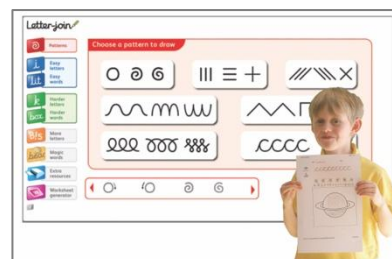 Letter-join
Patterns
Choose a pattern to draw
Easy
letters
Easy
words
Harder
letters
Harder
words
More
letters
Magic
words
Extra
resources
Worksheet
generator